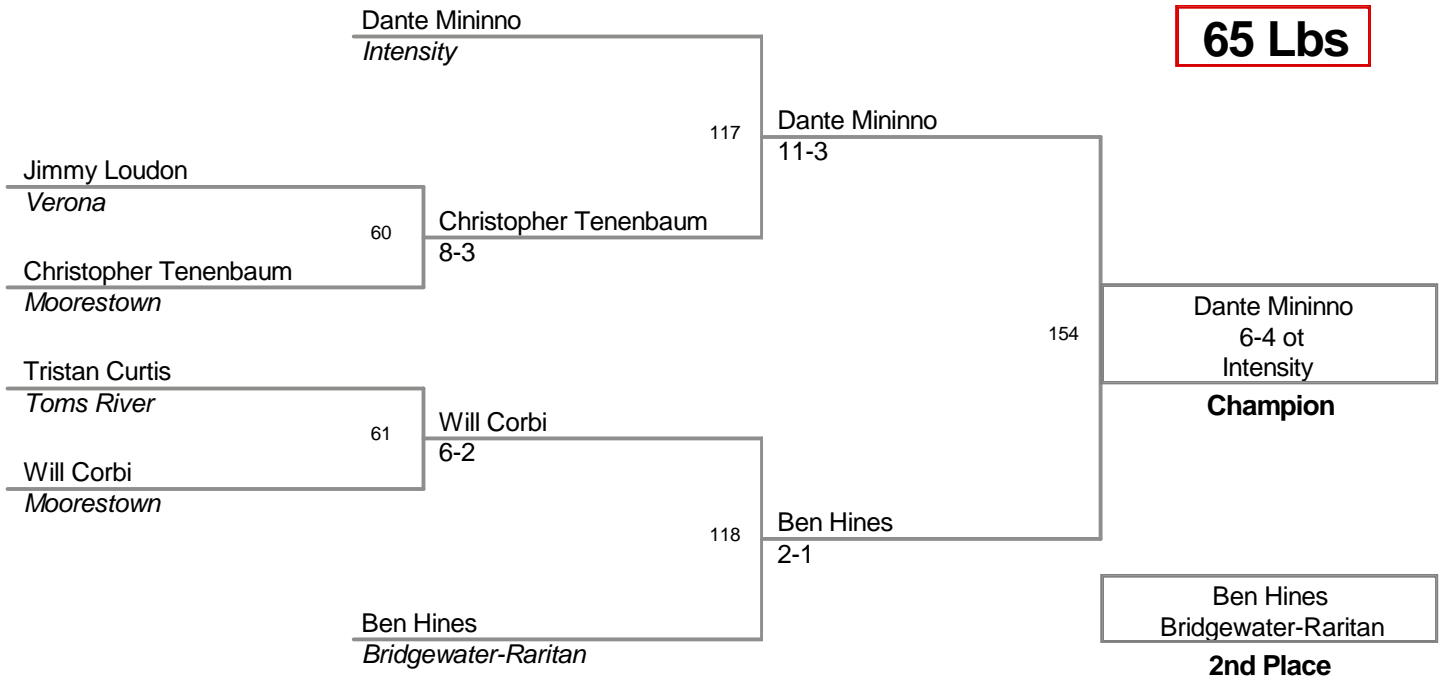 Dante Mininno
Intensity
65 Lbs
117
Dante Mininno
11-3
Jimmy Loudon
Verona
60
Christopher Tenenbaum
8-3
Christopher Tenenbaum
Moorestown
154
Dante Mininno
6-4 ot
Intensity
Champion
Tristan Curtis
Toms River
61
Will Corbi
6-2
Will Corbi
Moorestown
118
Ben Hines
2-1
Ben Hines
Bridgewater-Raritan
Ben Hines
Bridgewater-Raritan
2nd Place